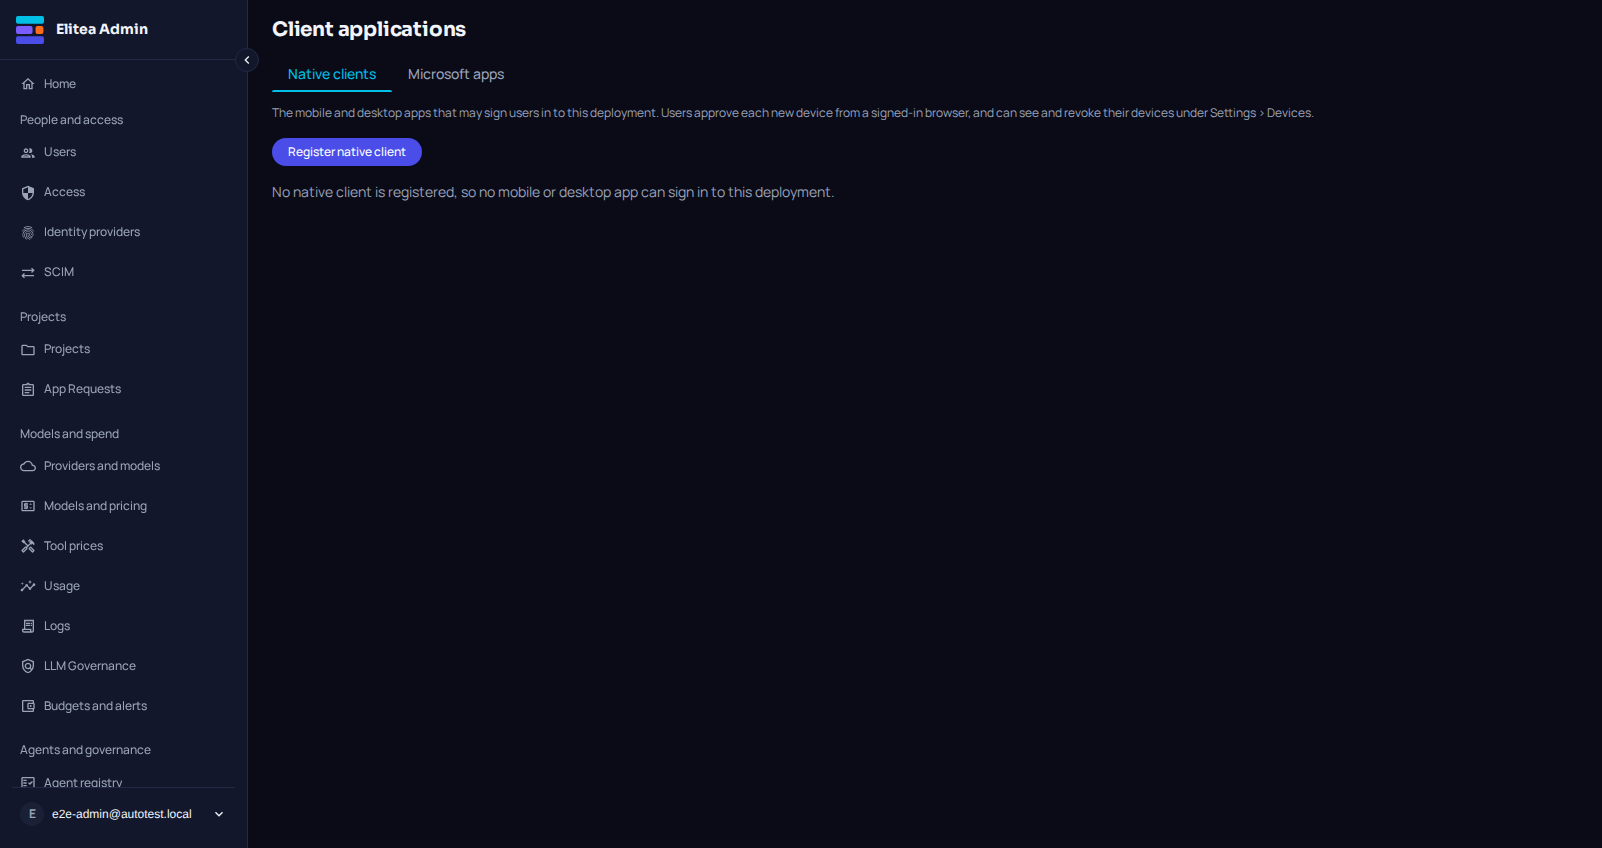 Elitea Admin
Home
People and access
Users
Access
Identity providers
SCIM
Projects
Projects
App Requests
Models and spend
Providers and models
Models and pricing
Tool prices
Usage
Logs
LLM Governance
Budgets and alerts
Agents and governance
Agent registry
E e2e-admin@autotest.local
Client applications
Native clients Microsoft apps
The mobile and desktop apps that may sign users in to this deployment. Users approve each new device from a signed-in browser, and can see and revoke their devices under Settings > Devices.
Register native client
No native client is registered, so no mobile or desktop app can sign in to this deployment.